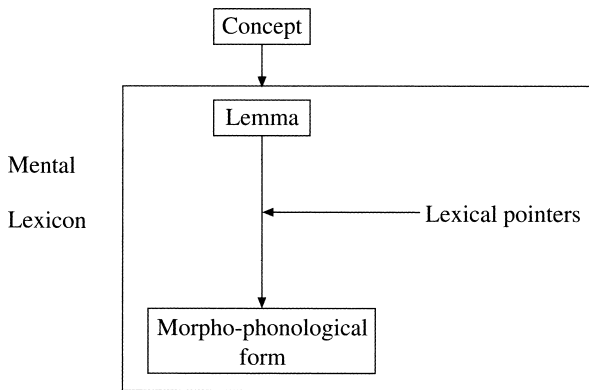 Concept
Lemma
Mental
Lexicon
Lexical pointers
Morpho-phonological
form